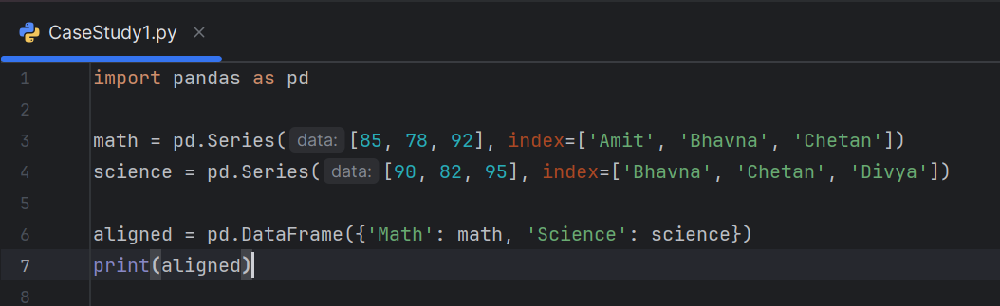 CaseStudy1.py
1 import pandas as pd
2
3 math = pd.Series( data: [85, 78, 92], index=['Amit', 'Bhavna', 'Chetan'])
4 science = pd.Series( data: [90, 82, 95], index=['Bhavna', 'Chetan', 'Divya'])
5
6 aligned = pd.DataFrame({'Math': math, 'Science': science})
7 print(aligned)
8